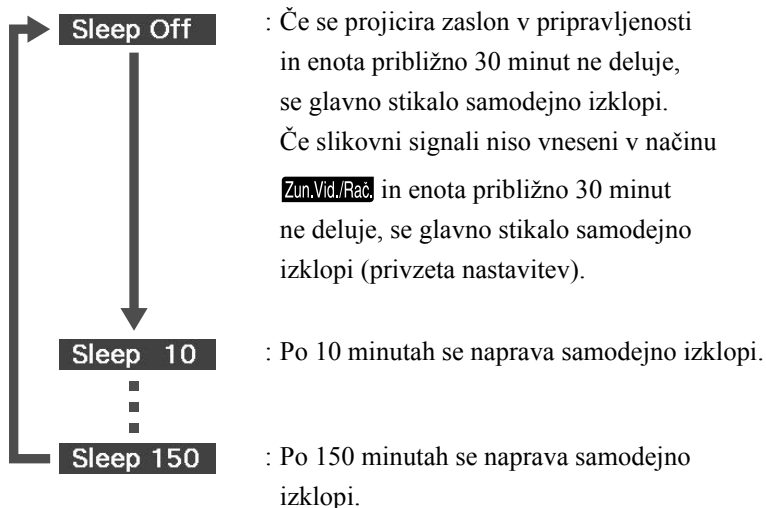 Sleep Off : Če se projicira zaslon v pripravljenosti
in enota približno 30 minut ne deluje,
se glavno stikalo samodejno izklopi.
Če slikovni signali niso vneseni v načinu
Zun.Vid./Rač. in enota približno 30 minut
ne deluje, se glavno stikalo samodejno
izklopi (privzeta nastavitev).
Sleep 10 : Po 10 minutah se naprava samodejno izklopi.
Sleep 150 : Po 150 minutah se naprava samodejno
izklopi.